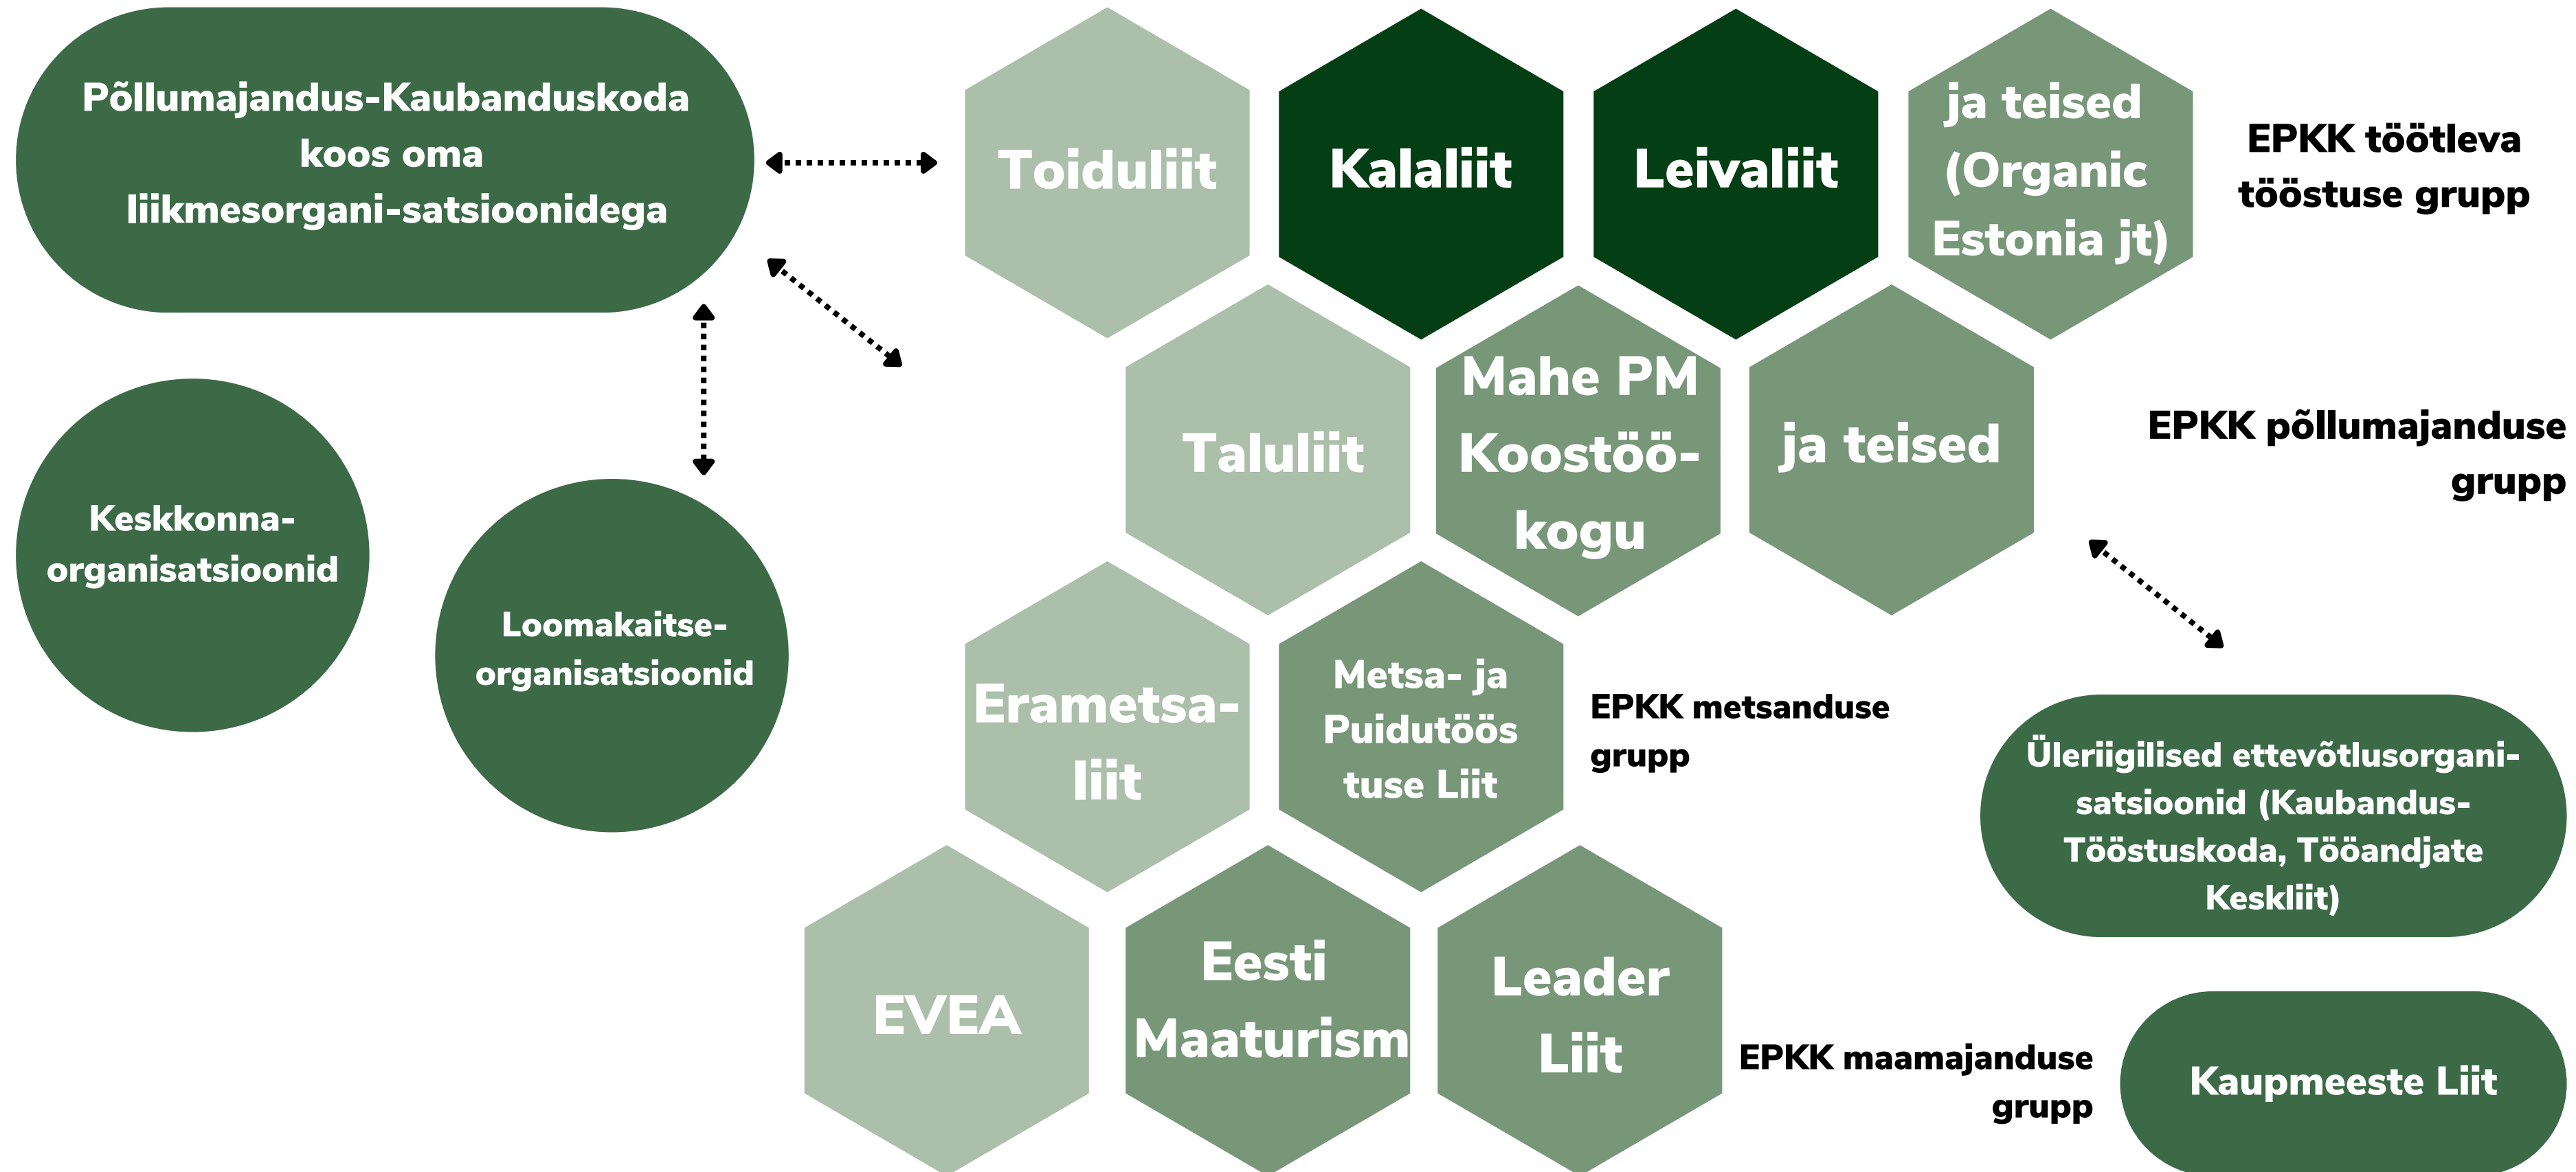 Põllumajandus-Kaubanduskoda
koos oma
liikmesorgani-satsioonidega
Toiduliit
Kalaliit
Leivaliit
ja teised
(Organic
Estonia jt)
EPKK töötleva
tööstuse grupp
Taluliit
Mahe PM
Koostöö-
kogu
ja teised
EPKK põllumajanduse
grupp
Keskkonna-
organisatsioonid
Loomakaitse-
organisatsioonid
Erametsa-
liit
Metsa- ja
Puidutöös
tuse Liit
EPKK metsanduse
grupp
Üleriigilised ettevõtlusorgani-
satsioonid (Kaubandus-
Tööstuskoda, Tööandjate
Keskliit)
EVEA
Eesti
Maaturism
Leader
Liit
EPKK maamajanduse
grupp
Kaupmeeste Liit